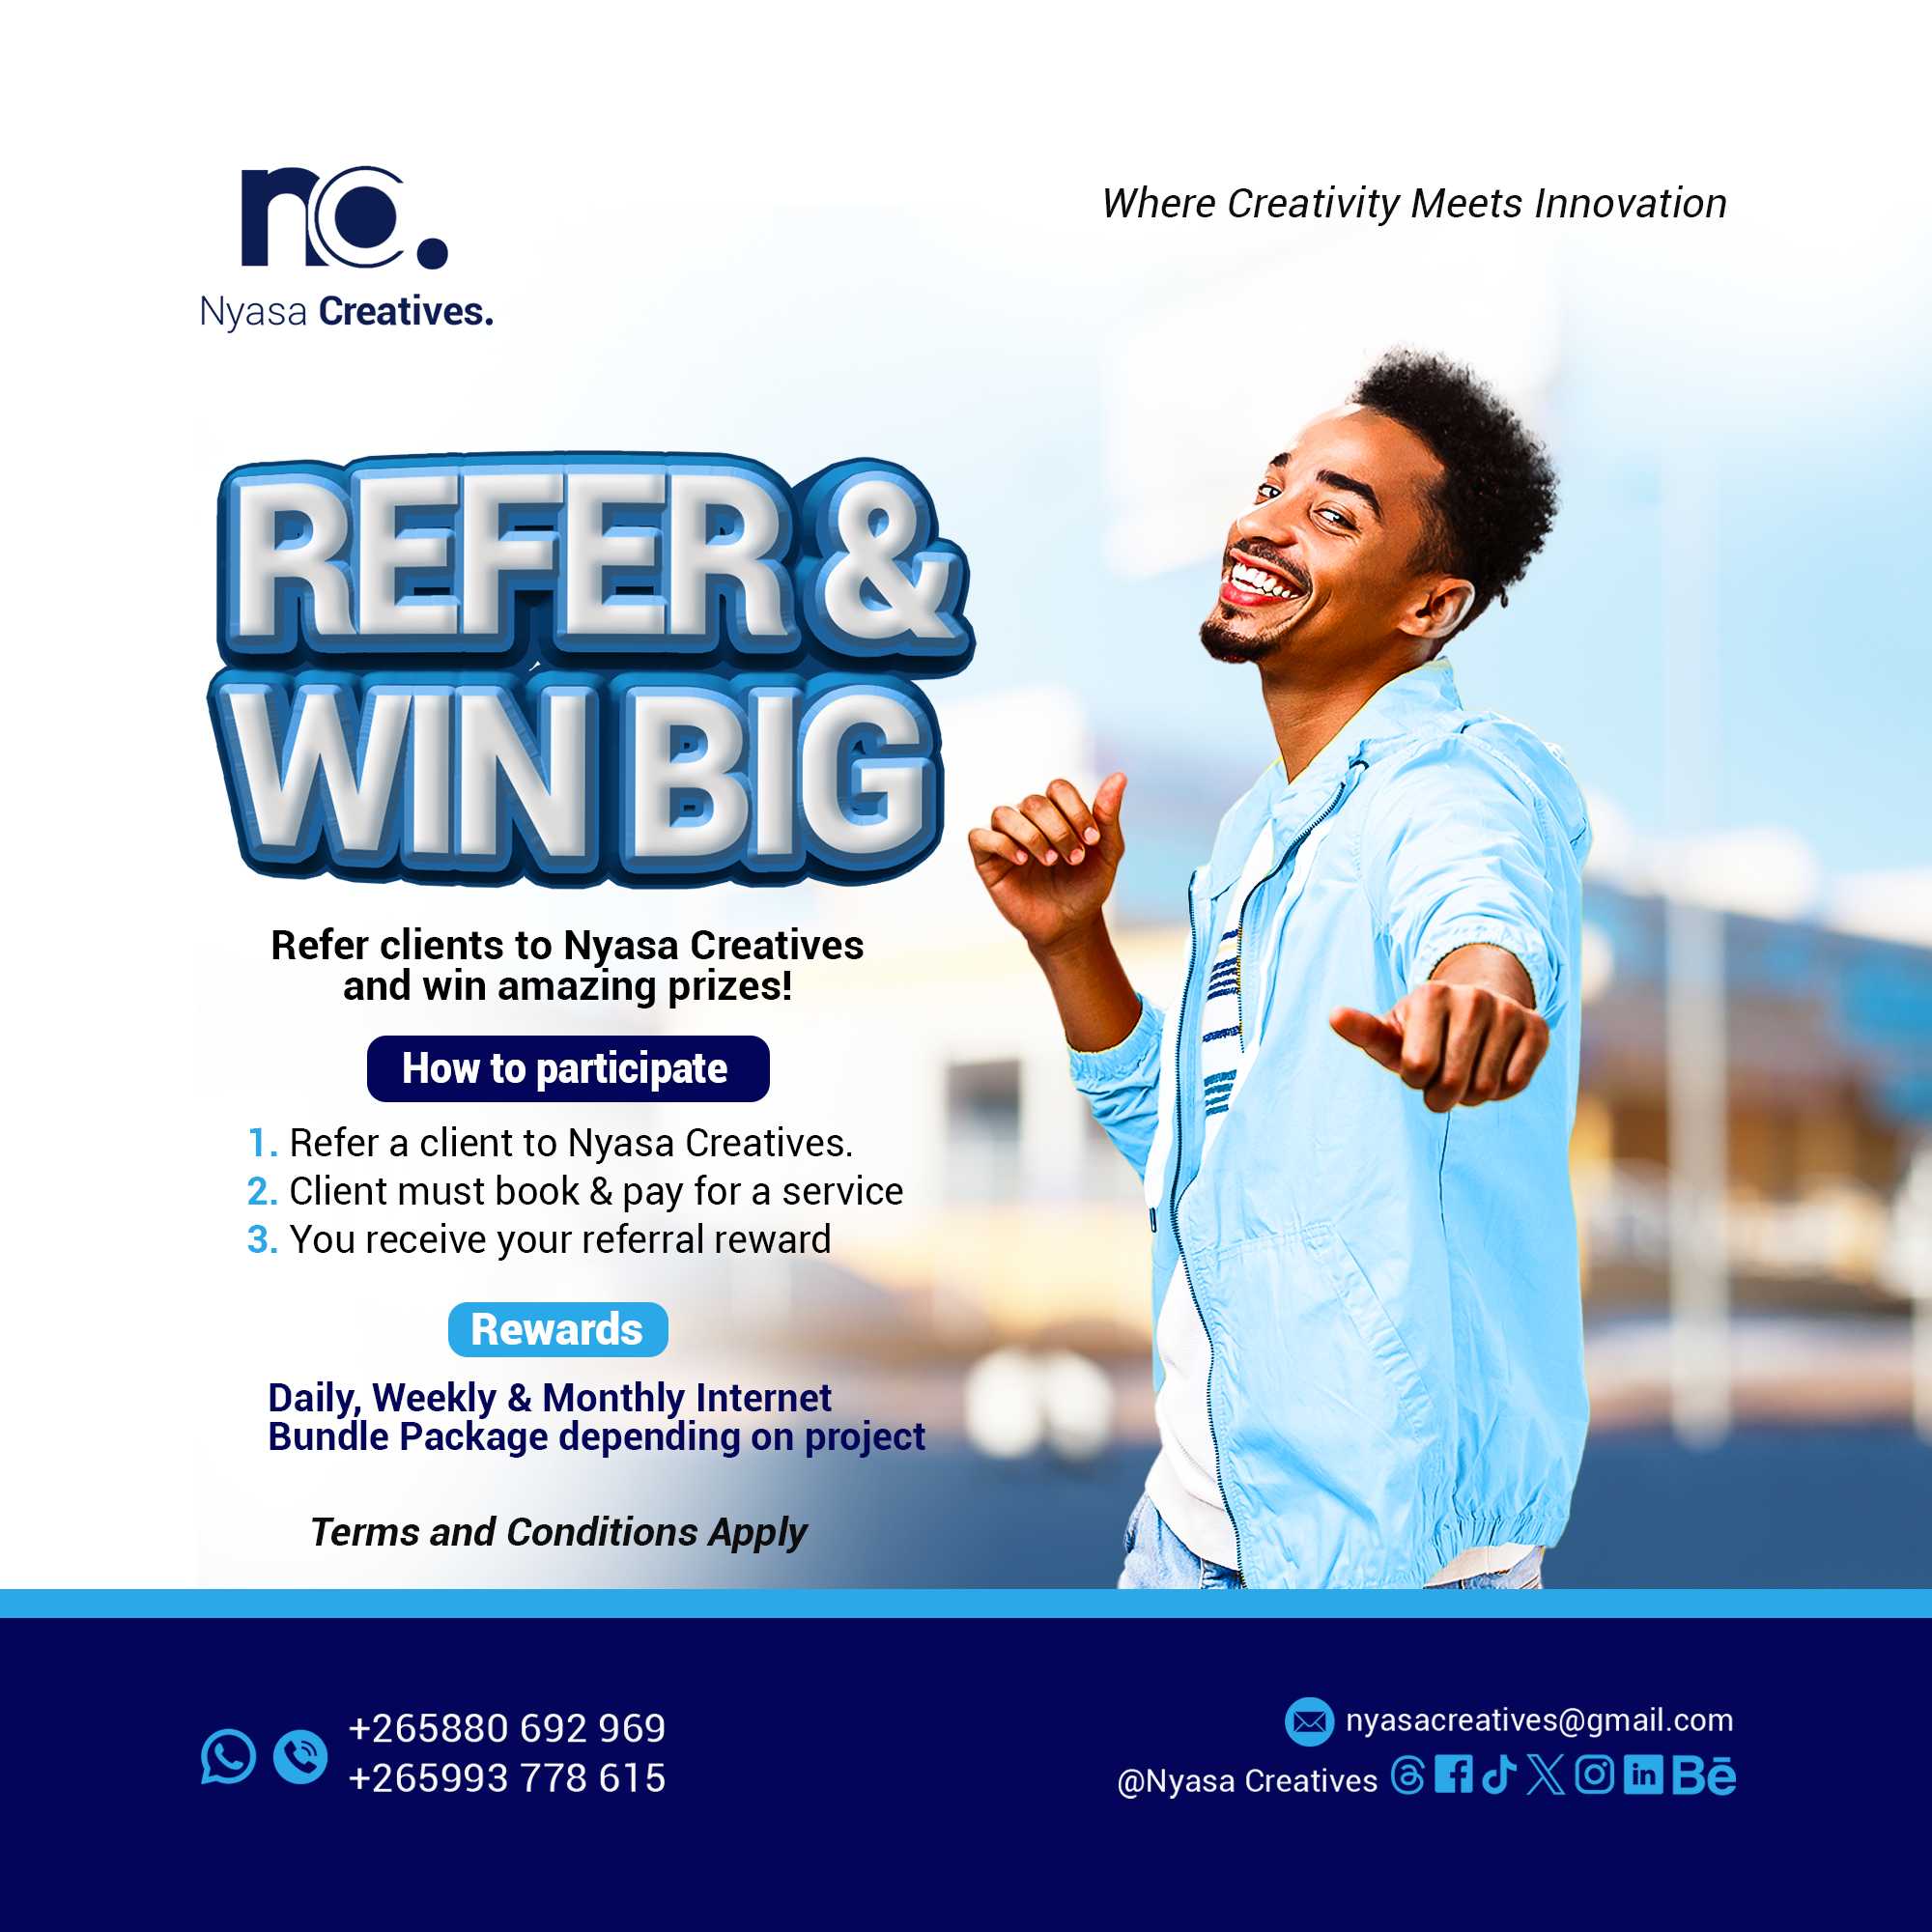 nc.
Nyasa Creatives.
Where Creativity Meets Innovation
REFER &
WIN BIG
Refer clients to Nyasa Creatives
and win amazing prizes!
How to participate
1. Refer a client to Nyasa Creatives.
2. Client must book & pay for a service
3. You receive your referral reward
Rewards
Daily, Weekly & Monthly Internet
Bundle Package depending on project
Terms and Conditions Apply
+265880 692 969
+265993 778 615
nyasacreatives@gmail.com
@Nyasa Creatives